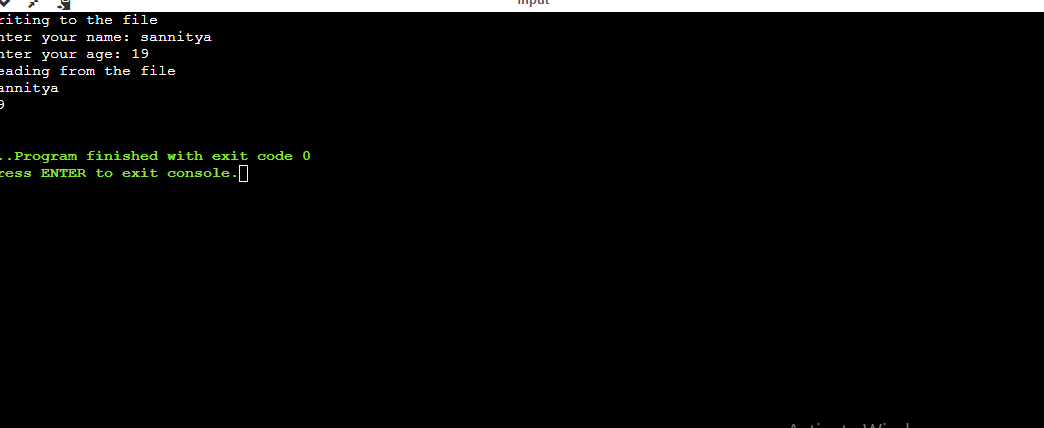 input
riting to the file
nter your name: sannitya
nter your age: 19
eading from the file
annitya
9
..Program finished with exit code 0
ress ENTER to exit console.